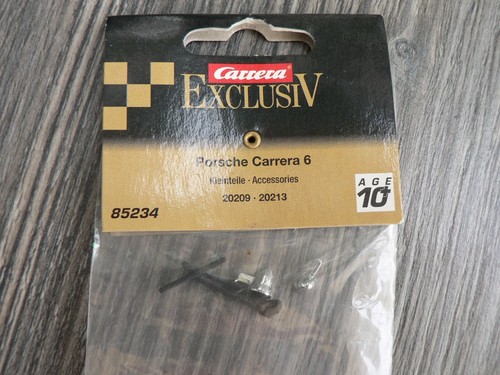 Carrera
EXCLUSIV
Porsche Carrera 6
Kleinteile · Accessories
20209 · 20213
85234
AGE
10+